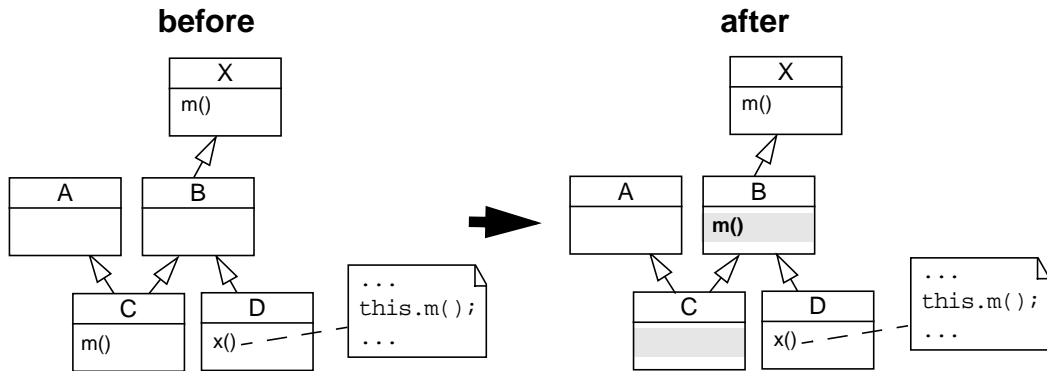 before
after
X
m()
A
B
C
m()
D
x()
...
this.m();
...
X
m()
A
B
m()
C
D
x()
...
this.m();
...